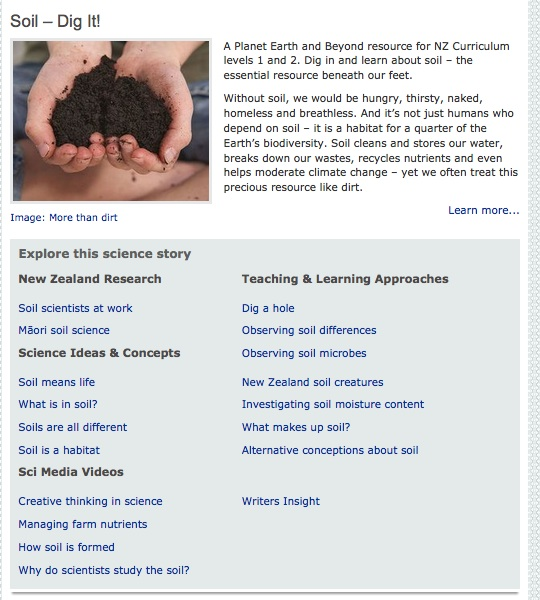 Soil – Dig It!
A Planet Earth and Beyond resource for NZ Curriculum
levels 1 and 2. Dig in and learn about soil – the
essential resource beneath our feet.
Without soil, we would be hungry, thirsty, naked,
homeless and breathless. And it's not just humans who
depend on soil – it is a habitat for a quarter of the
Earth's biodiversity. Soil cleans and stores our water,
breaks down our wastes, recycles nutrients and even
helps moderate climate change – yet we often treat this
precious resource like dirt.
Learn more...
Image: More than dirt
Explore this science story
New Zealand Research
Soil scientists at work
Māori soil science
Science Ideas & Concepts
Soil means life
What is in soil?
Soils are all different
Soil is a habitat
Sci Media Videos
Creative thinking in science
Managing farm nutrients
How soil is formed
Why do scientists study the soil?
Teaching & Learning Approaches
Dig a hole
Observing soil differences
Observing soil microbes
New Zealand soil creatures
Investigating soil moisture content
What makes up soil?
Alternative conceptions about soil
Writers Insight